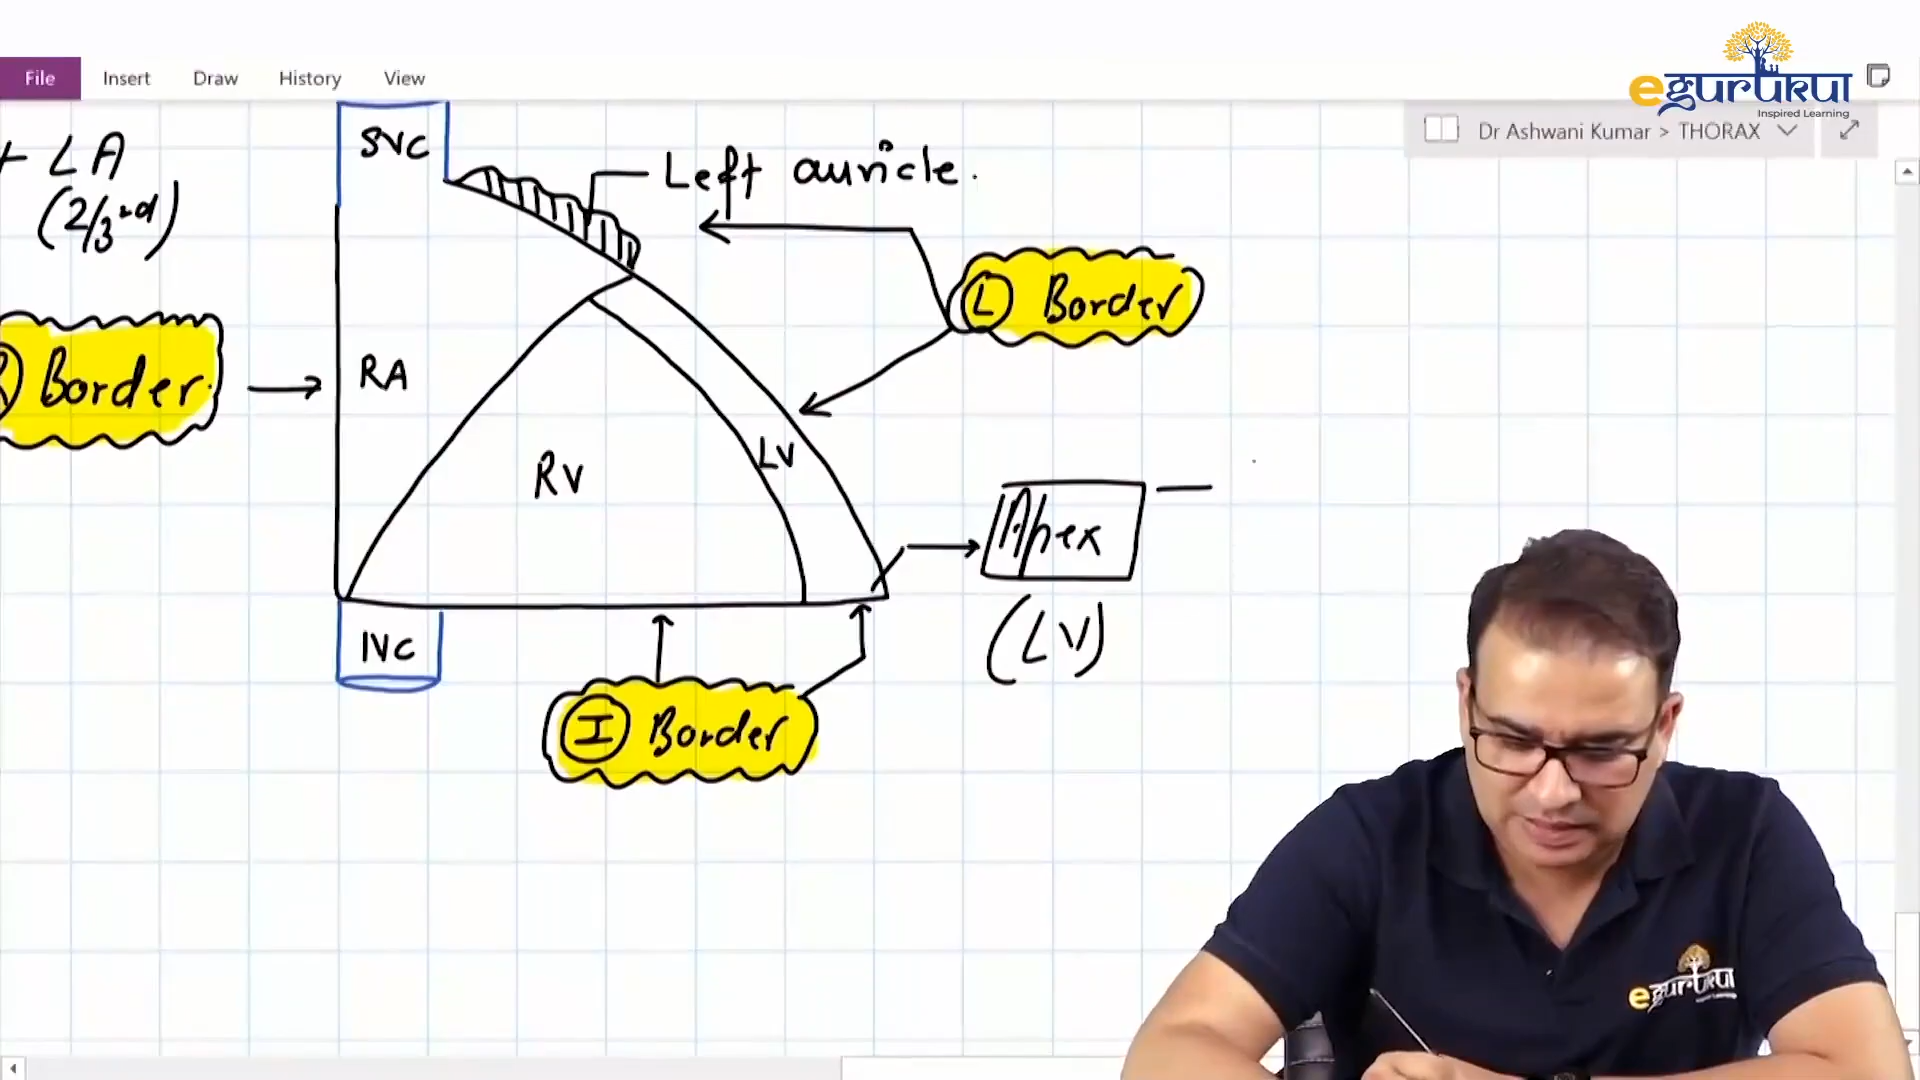 egurukul
Inspired Learning
File Insert Draw History View
Dr Ashwani Kumar > THORAX
+ LA
(2/3rd)
SVC
Left auricle.
L Border
Border
RA
RV
LV
Apex
(LV)
IVC
I Border
egurukul